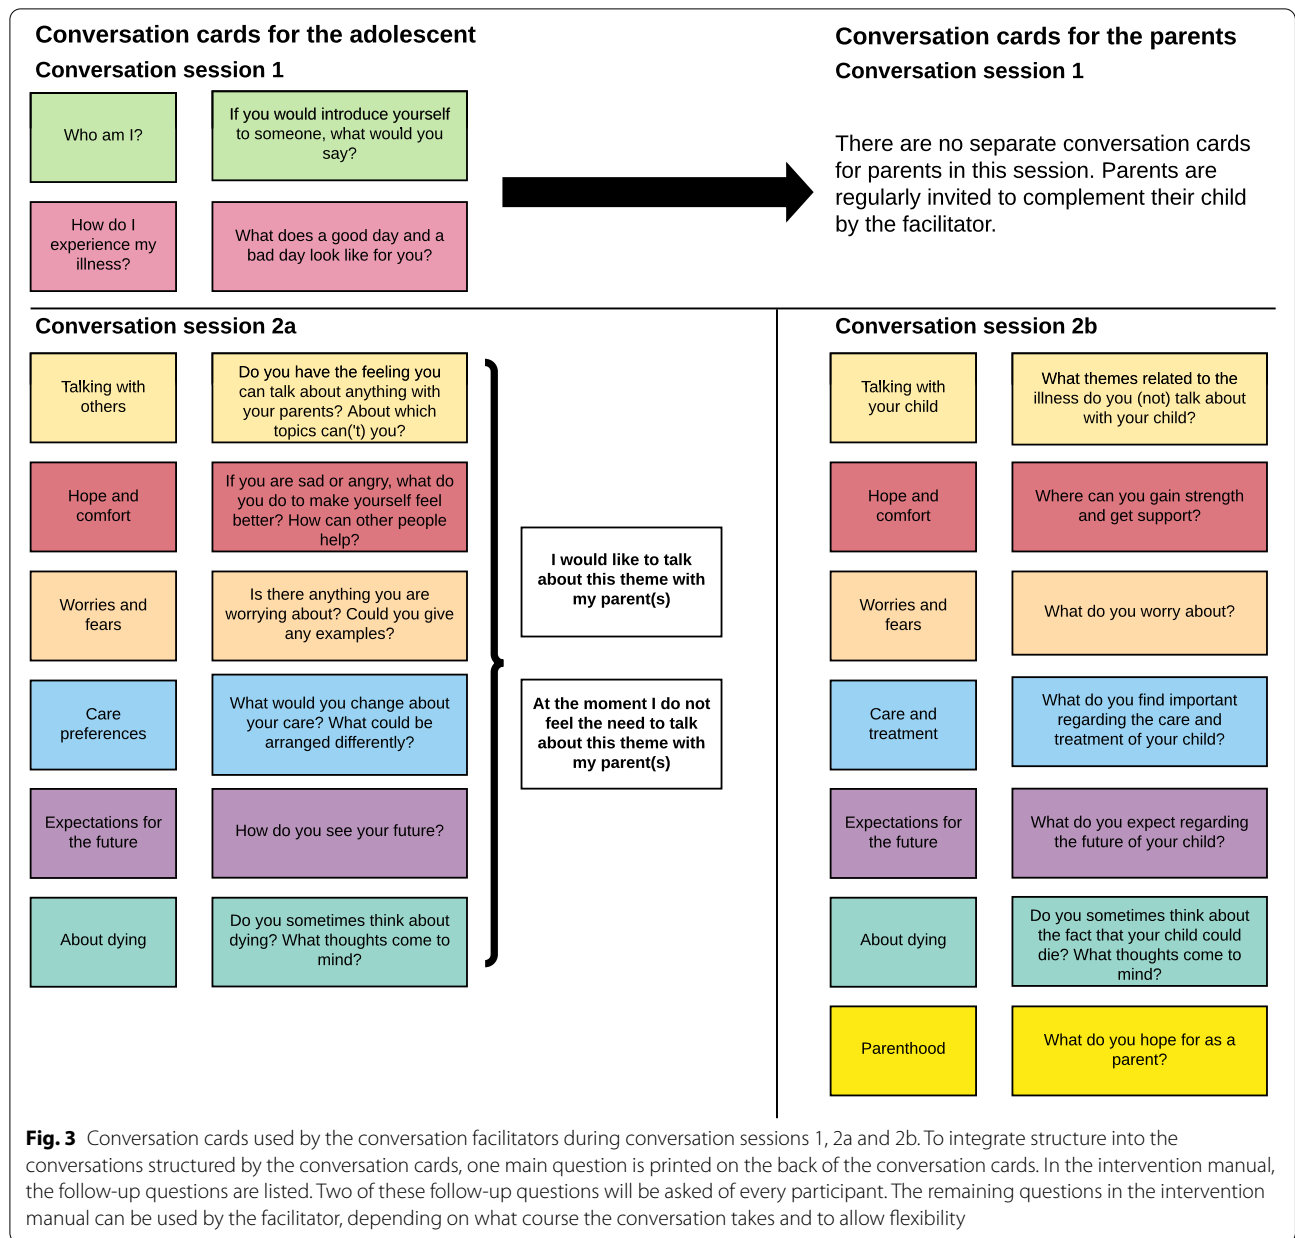 Conversation cards for the adolescent
Conversation session 1
Who am I?
If you would introduce yourself
to someone, what would you
say?
How do I
experience my
illness?
What does a good day and a
bad day look like for you?
Conversation cards for the parents
Conversation session 1
There are no separate conversation cards
for parents in this session. Parents are
regularly invited to complement their child
by the facilitator.
Conversation session 2a
Talking with
others
Do you have the feeling you
can talk about anything with
your parents? About which
topics can('t) you?
Hope and
comfort
If you are sad or angry, what do
you do to make yourself feel
better? How can other people
help?
Worries and
fears
Is there anything you are
worrying about? Could you give
any examples?
Care
preferences
What would you change about
your care? What could be
arranged differently?
Expectations for
the future
How do you see your future?
About dying
Do you sometimes think about
dying? What thoughts come to
mind?
I would like to talk
about this theme with
my parent(s)
At the moment I do not
feel the need to talk
about this theme with
my parent(s)
Conversation session 2b
Talking with
your child
What themes related to the
illness do you (not) talk about
with your child?
Hope and
comfort
Where can you gain strength
and get support?
Worries and
fears
What do you worry about?
Care and
treatment
What do you find important
regarding the care and
treatment of your child?
Expectations for
the future
What do you expect regarding
the future of your child?
About dying
Do you sometimes think about
the fact that your child could
die? What thoughts come to
mind?
Parenthood
What do you hope for as a
parent?
Fig. 3 Conversation cards used by the conversation facilitators during conversation sessions 1, 2a and 2b. To integrate structure into the
conversations structured by the conversation cards, one main question is printed on the back of the conversation cards. In the intervention manual,
the follow-up questions are listed. Two of these follow-up questions will be asked of every participant. The remaining questions in the intervention
manual can be used by the facilitator, depending on what course the conversation takes and to allow flexibility